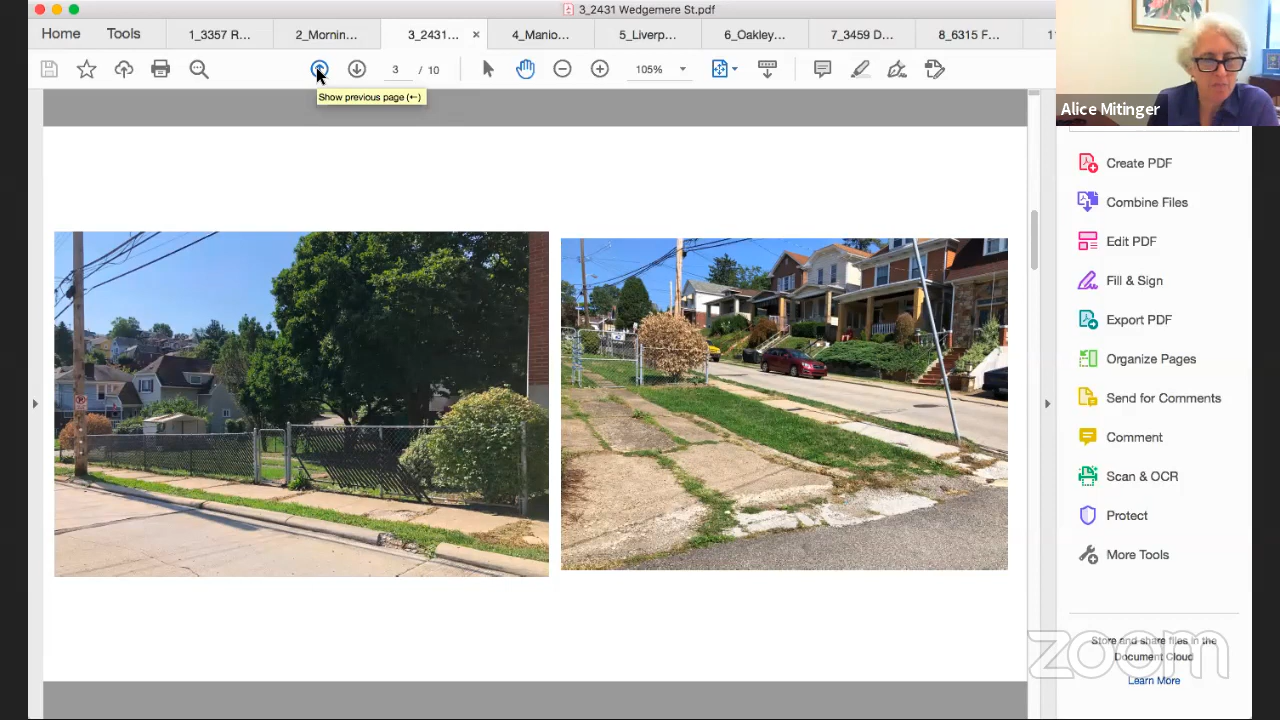 3_2431 Wedgemere St.pdf
Home
Tools
1_3357 R...
2_Mornin...
3_2431...
4_Manio...
5_Liverp...
6_Oakley...
7_3459 D...
8_6315 F...
3 / 10
105%
Show previous page (←)
Alice Mitinger
Create PDF
Combine Files
Edit PDF
Fill & Sign
Export PDF
Organize Pages
Send for Comments
Comment
Scan & OCR
Protect
More Tools
Store and share files in the
Document Cloud
Learn More
zoom